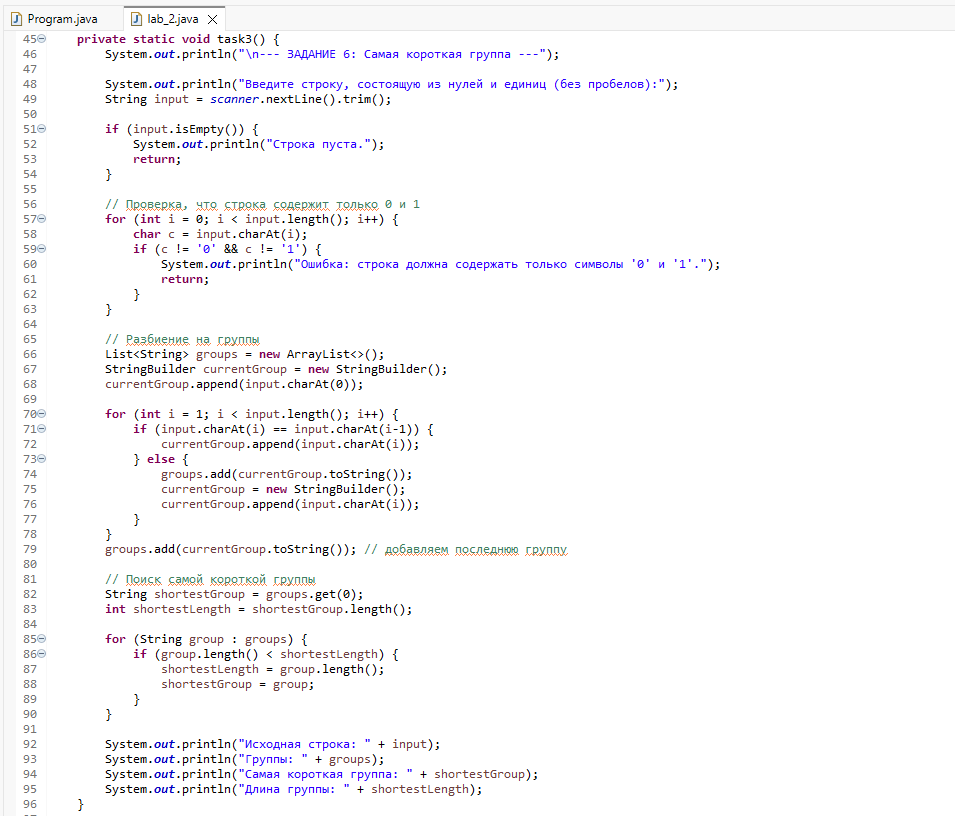 Program.java lab_2.java
45 private static void task3() {
46 System.out.println("\n--- ЗАДАНИЕ 6: Самая короткая группа ---");
47
48 System.out.println("Введите строку, состоящую из нулей и единиц (без пробелов):");
49 String input = scanner.nextLine().trim();
50
51 if (input.isEmpty()) {
52 System.out.println("Строка пуста.");
53 return;
54 }
55
56 // Проверка, что строка содержит только 0 и 1
57 for (int i = 0; i < input.length(); i++) {
58 char c = input.charAt(i);
59 if (c != '0' && c != '1') {
60 System.out.println("Ошибка: строка должна содержать только символы '0' и '1'.");
61 return;
62 }
63 }
64
65 // Разбиение на группы
66 List<String> groups = new ArrayList<>();
67 StringBuilder currentGroup = new StringBuilder();
68 currentGroup.append(input.charAt(0));
69
70 for (int i = 1; i < input.length(); i++) {
71 if (input.charAt(i) == input.charAt(i-1)) {
72 currentGroup.append(input.charAt(i));
73 } else {
74 groups.add(currentGroup.toString());
75 currentGroup = new StringBuilder();
76 currentGroup.append(input.charAt(i));
77 }
78 }
79 groups.add(currentGroup.toString()); // добавляем последнюю группу
80
81 // Поиск самой короткой группы
82 String shortestGroup = groups.get(0);
83 int shortestLength = shortestGroup.length();
84
85 for (String group : groups) {
86 if (group.length() < shortestLength) {
87 shortestLength = group.length();
88 shortestGroup = group;
89 }
90 }
91
92 System.out.println("Исходная строка: " + input);
93 System.out.println("Группы: " + groups);
94 System.out.println("Самая короткая группа: " + shortestGroup);
95 System.out.println("Длина группы: " + shortestLength);
96 }